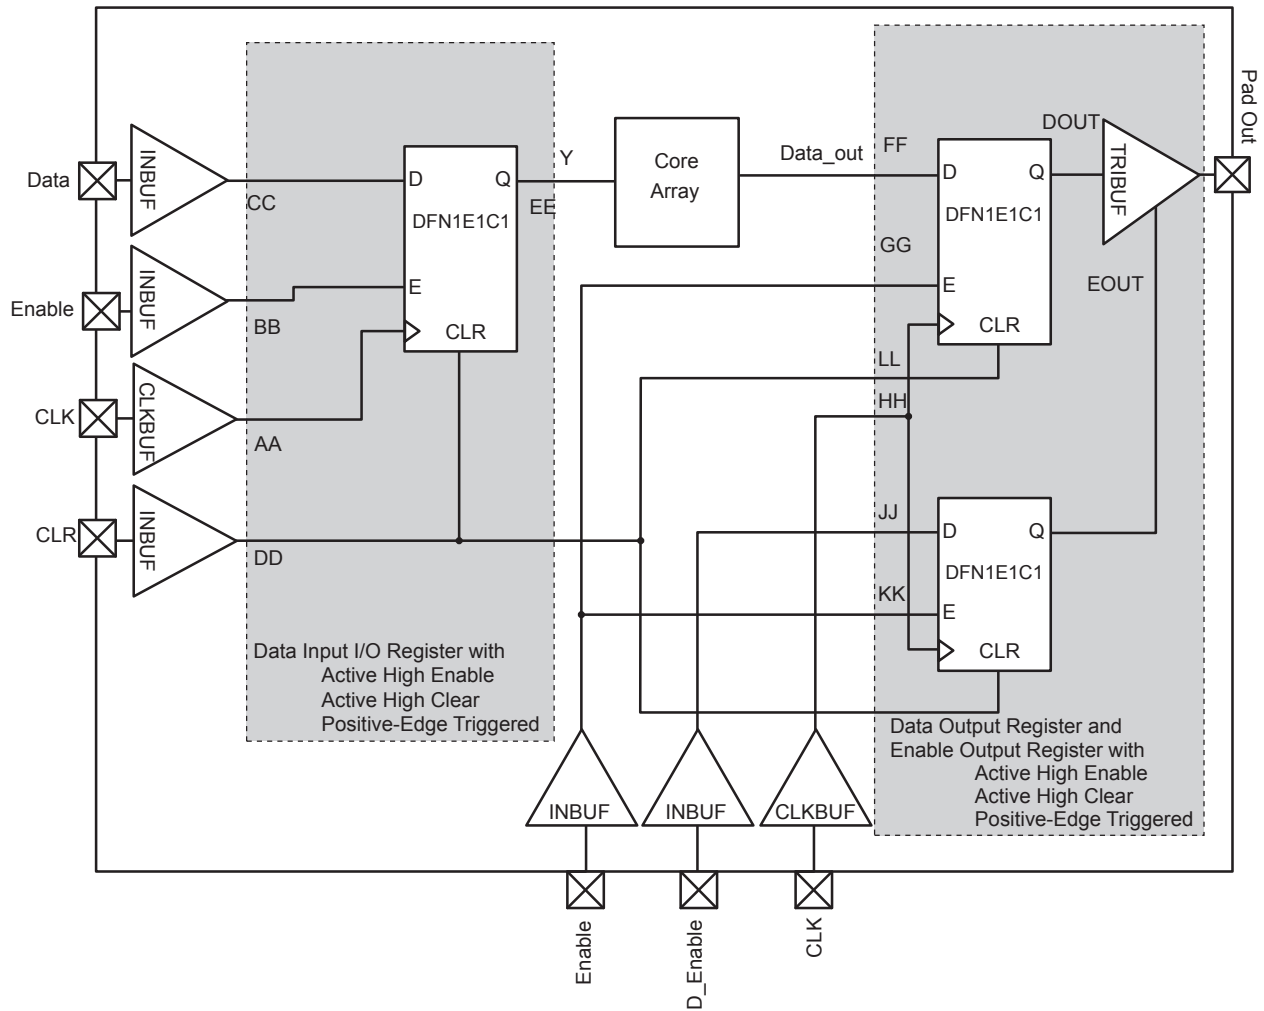 Data
INBUF
CC
D
Q
DFN1E1C1
E
CLR
Y
EE
Core
Array
Data_out
FF
GG
D
Q
DFN1E1C1
E
CLR
DOUT
TRIBUF
EOUT
Pad Out
Enable
INBUF
BB
CLK
CLKBUF
AA
CLR
INBUF
DD
LL
HH
JJ
KK
D
Q
DFN1E1C1
E
CLR
Data Input I/O Register with
Active High Enable
Active High Clear
Positive-Edge Triggered
Data Output Register and
Enable Output Register with
Active High Enable
Active High Clear
Positive-Edge Triggered
INBUF
INBUF
CLKBUF
Enable
D_Enable
CLK